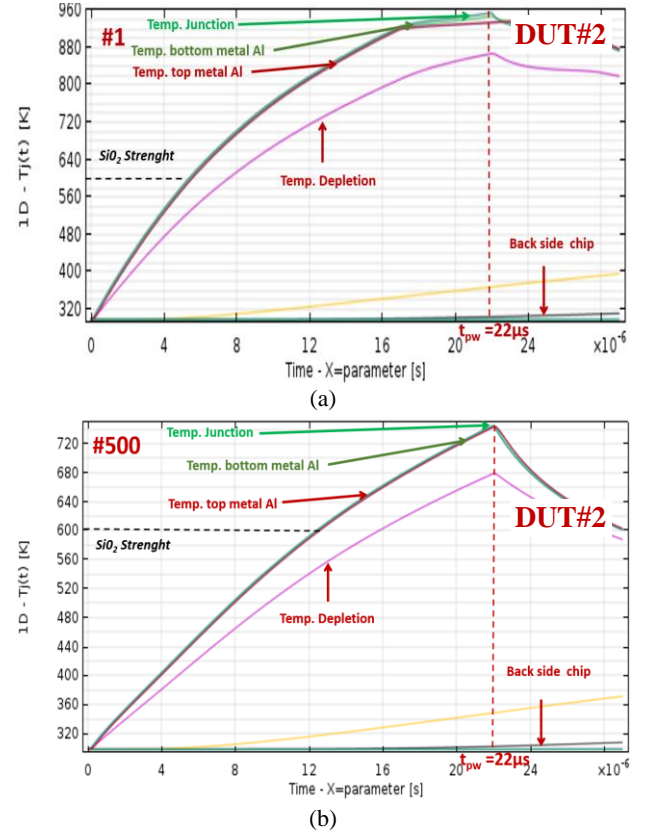 960
#1
Temp. Junction
DUT#2
880
Temp. bottom metal Al
Temp. top metal Al
800
720
SiO2 Strenght
640
560
Temp. Depletion
480
Back side chip
400
320
1D - Tj(t) [K]
tpw =22µs
0 4 8 12 16 20 24 x10-6
Time - X=parameter [s]
(a)
#500
Temp. Junction
720
Temp. bottom metal Al
680
Temp. top metal Al
DUT#2
640
600
SiO2 Strenght
560
520
Temp. Depletion
480
440
400
Back side chip
360
320
1D - Tj(t) [K]
tpw =22µs
0 4 8 12 16 20 24 x10-6
Time - X=parameter [s]
(b)